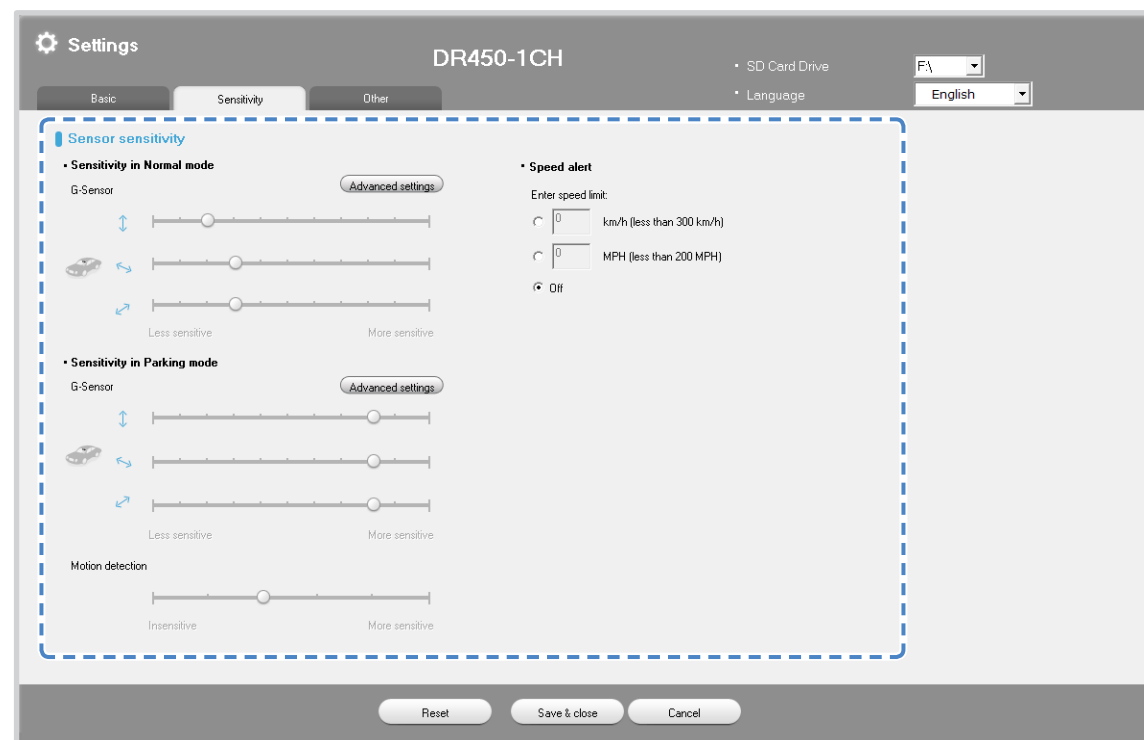 Settings
DR450-1CH
• SD Card Drive
F:\
• Language
English
Basic
Sensitivity
Other
Sensor sensitivity
• Sensitivity in Normal mode
G-Sensor
Advanced settings
Less sensitive
More sensitive
• Sensitivity in Parking mode
G-Sensor
Advanced settings
Less sensitive
More sensitive
Motion detection
Insensitive
More sensitive
• Speed alert
Enter speed limit:
0 km/h (less than 300 km/h)
0 MPH (less than 200 MPH)
Off
Reset
Save & close
Cancel